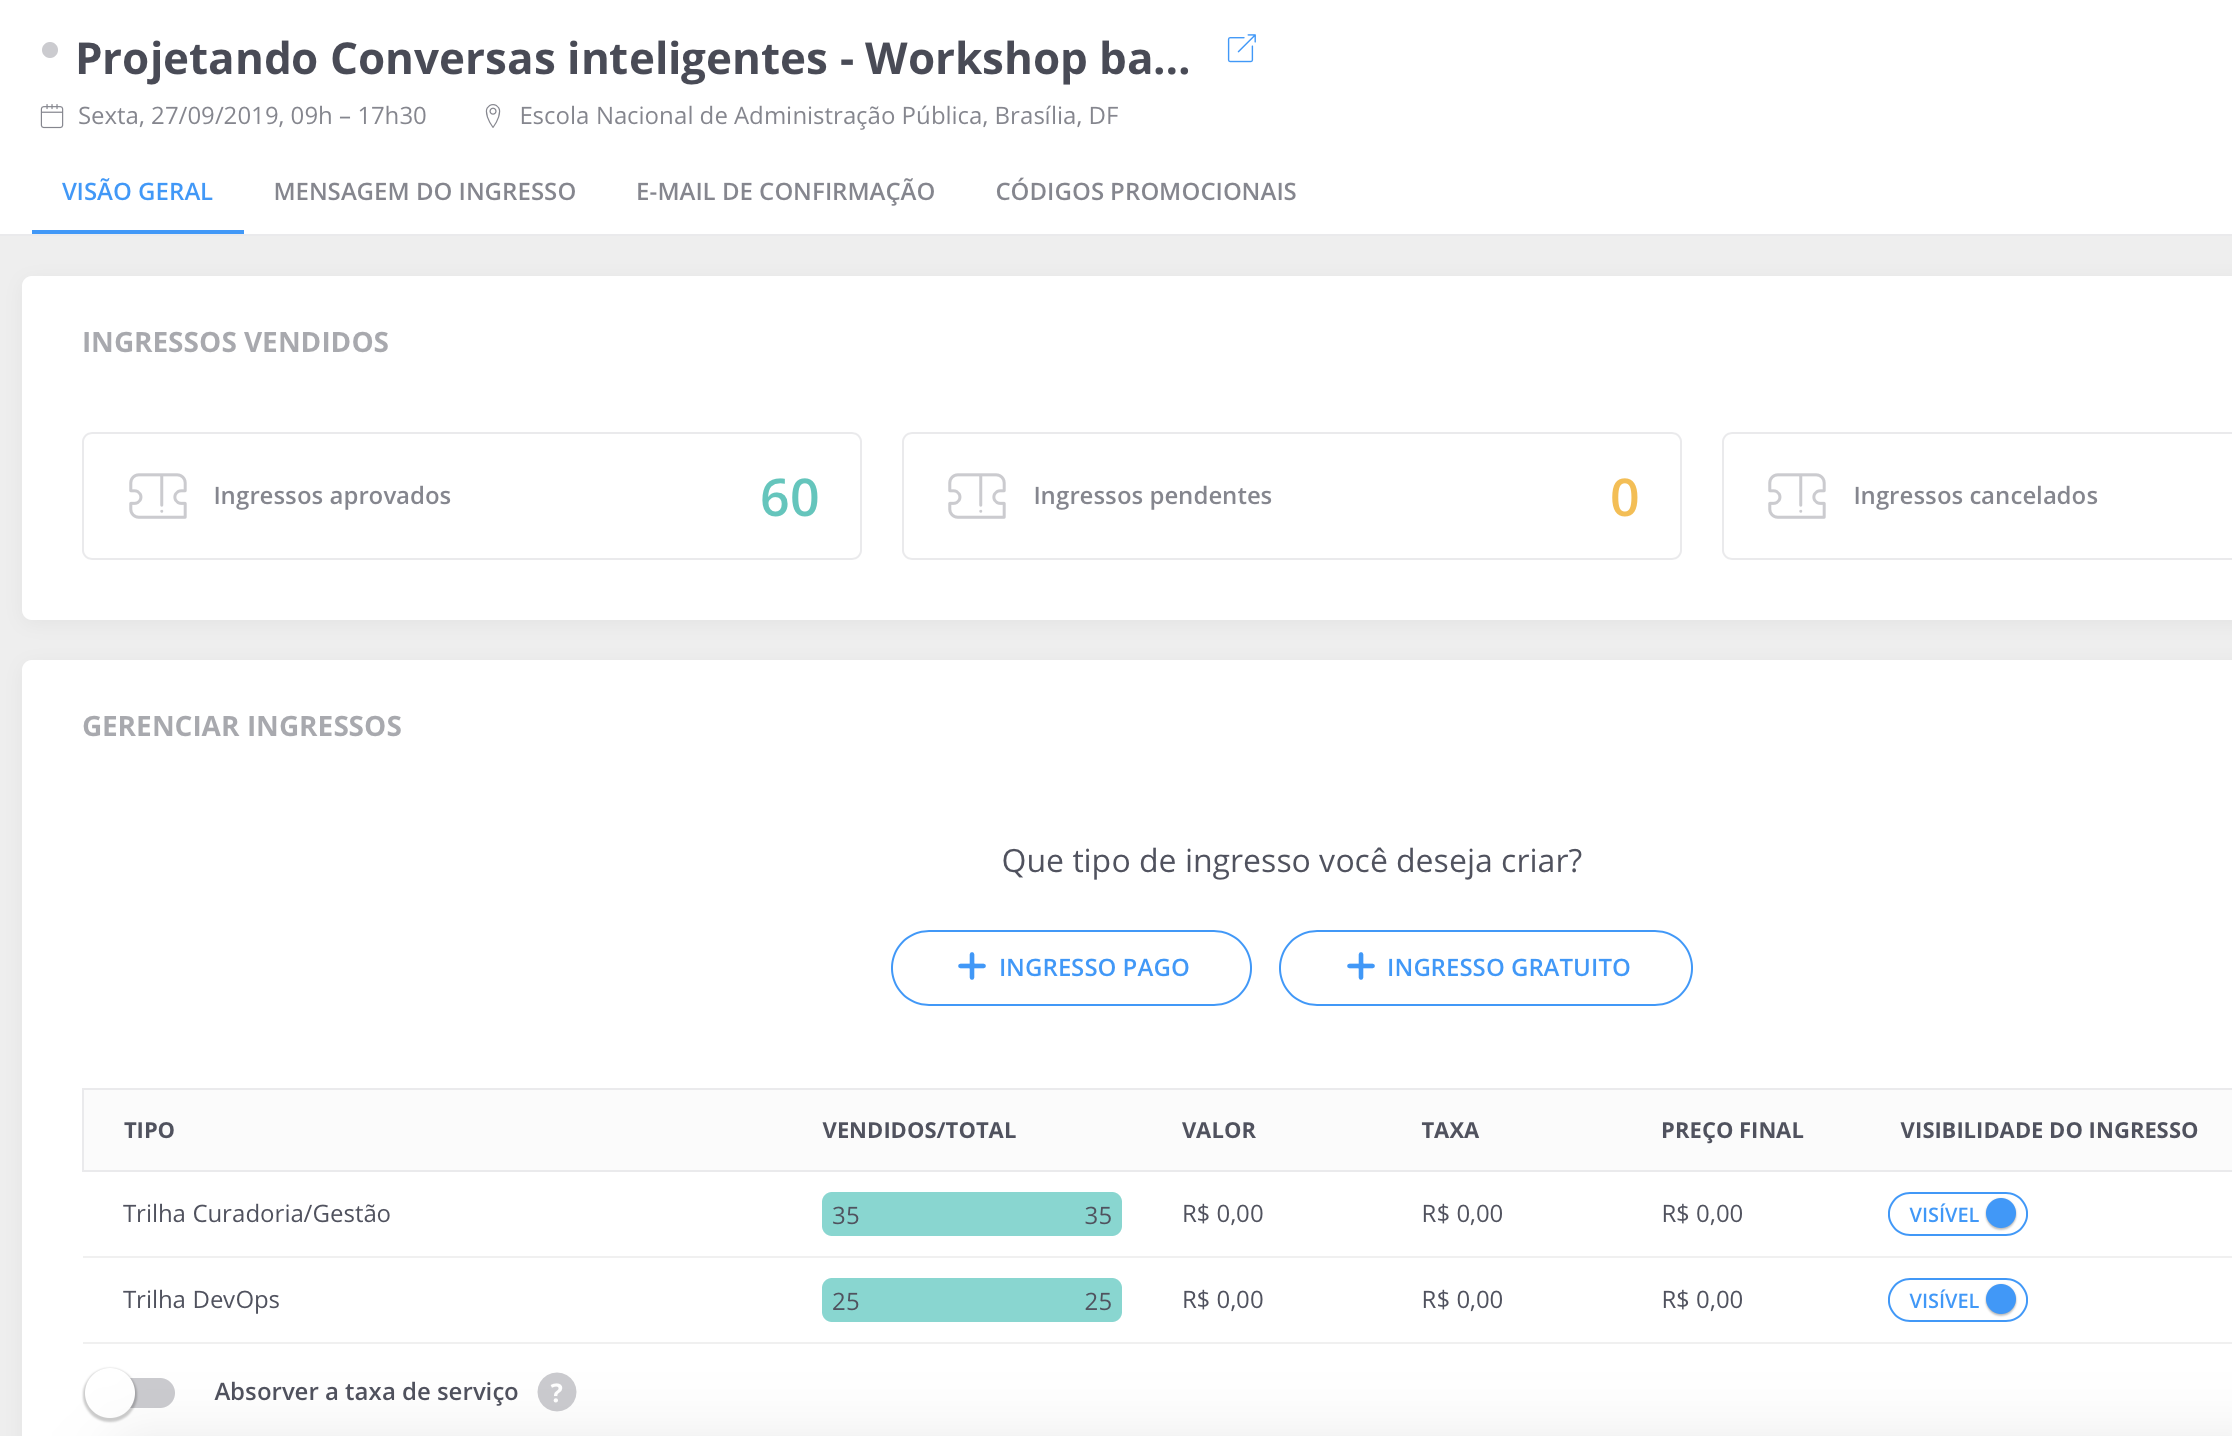 Projetando Conversas inteligentes - Workshop ba...
Sexta, 27/09/2019, 09h – 17h30 Escola Nacional de Administração Pública, Brasília, DF
VISÃO GERAL MENSAGEM DO INGRESSO E-MAIL DE CONFIRMAÇÃO CÓDIGOS PROMOCIONAIS
INGRESSOS VENDIDOS
Ingressos aprovados 60 Ingressos pendentes 0 Ingressos cancelados
GERENCIAR INGRESSOS
Que tipo de ingresso você deseja criar?
+ INGRESSO PAGO + INGRESSO GRATUITO
TIPO VENDIDOS/TOTAL VALOR TAXA PREÇO FINAL VISIBILIDADE DO INGRESSO
Trilha Curadoria/Gestão 35 35 R$ 0,00 R$ 0,00 R$ 0,00 VISÍVEL
Trilha DevOps 25 25 R$ 0,00 R$ 0,00 R$ 0,00 VISÍVEL
Absorver a taxa de serviço ?